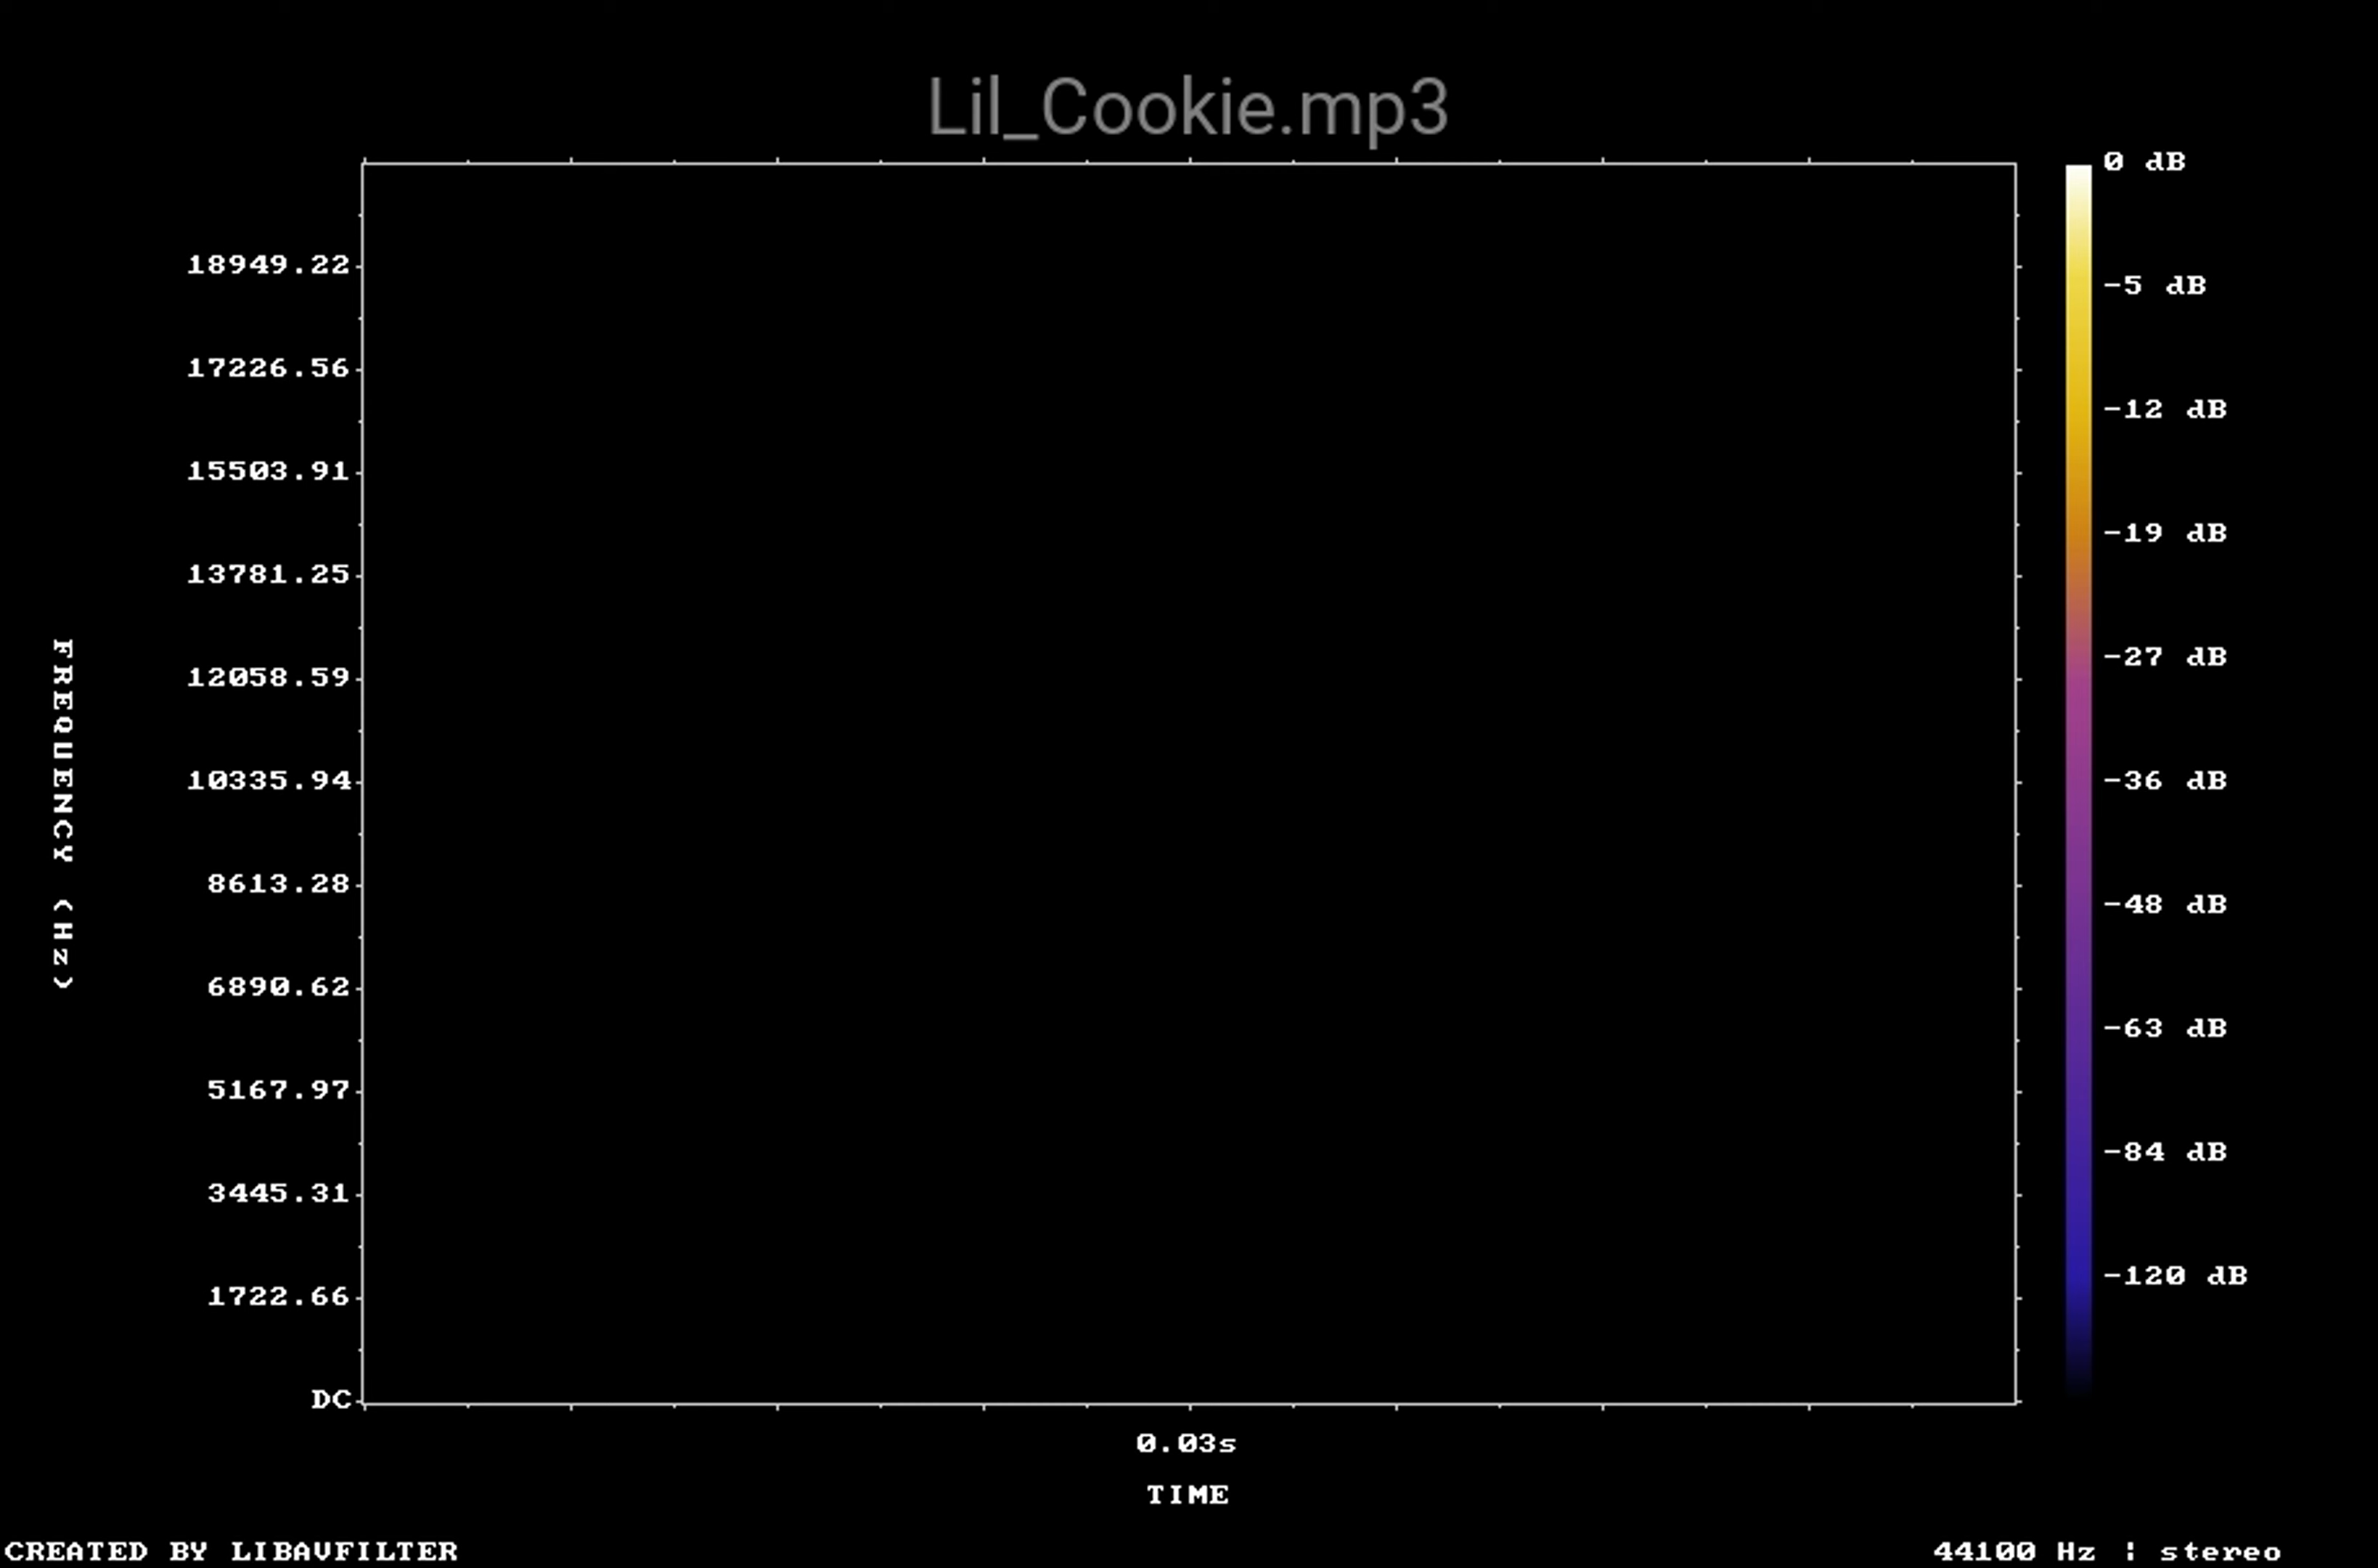 Lil_Cookie.mp3
0 dB
-5 dB
-12 dB
-19 dB
-27 dB
-36 dB
-48 dB
-63 dB
-84 dB
-120 dB
18949.22
17226.56
15503.91
13781.25
12058.59
10335.94
8613.28
6890.62
5167.97
3445.31
1722.66
DC
FREQUENCY (Hz)
0.03s
TIME
CREATED BY LIBAVFILTER
44100 Hz | stereo